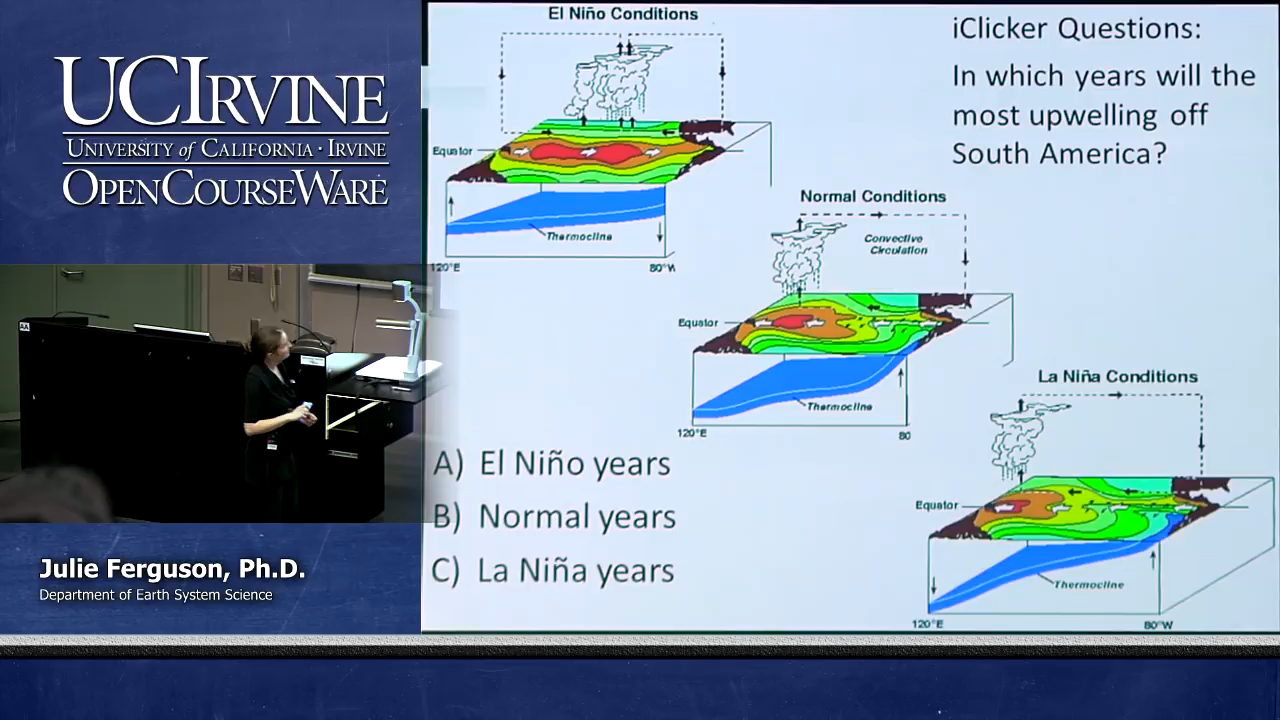 UCIRVINE
UNIVERSITY of CALIFORNIA · IRVINE
OPENCOURSEWARE
Julie Ferguson, Ph.D.
Department of Earth System Science
El Niño Conditions
Equator
Thermocline
120°E
80°W
iClicker Questions:
In which years will the
most upwelling off
South America?
Normal Conditions
Convective
Circulation
Equator
Thermocline
120°E
80
La Niña Conditions
Equator
Thermocline
120°E
80°W
A) El Niño years
B) Normal years
C) La Niña years